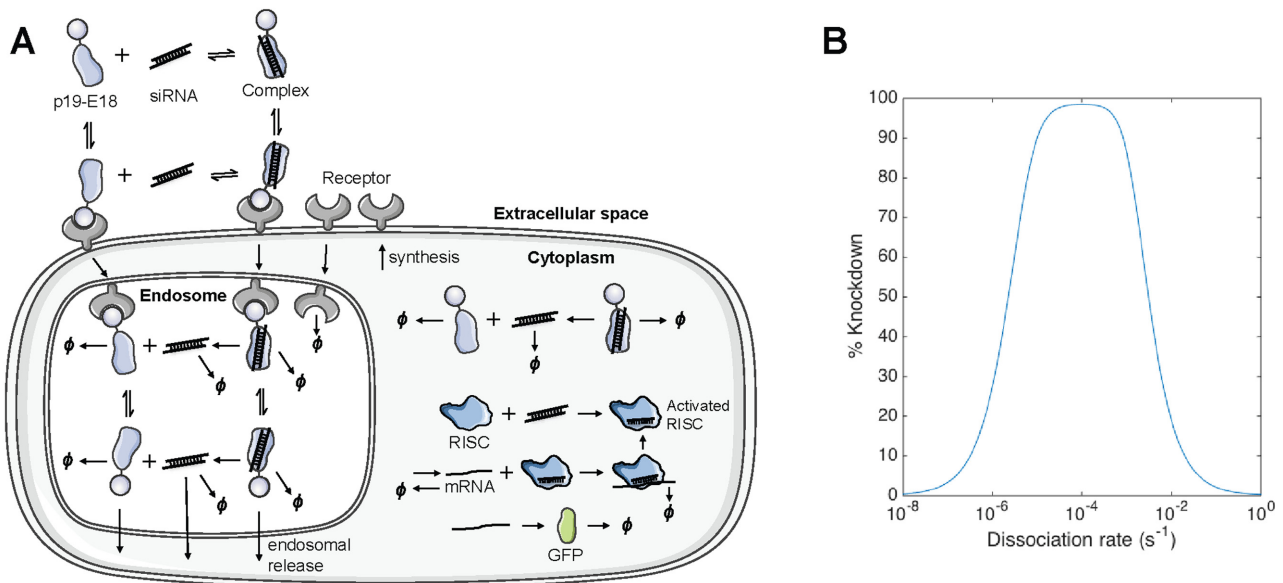 A
p19-E18 + siRNA ⇌ Complex
+ ⇌
Receptor
Extracellular space
synthesis
Cytoplasm
Endosome
ϕ + ϕ
ϕ + ϕ
ϕ ϕ ϕ
ϕ
RISC + Activated
RISC
ϕ + ϕ
ϕ mRNA + ϕ
GFP ϕ
endosomal
release
B
% Knockdown
100
90
80
70
60
50
40
30
20
10
0
10⁻⁸ 10⁻⁶ 10⁻⁴ 10⁻² 10⁰
Dissociation rate (s⁻¹)